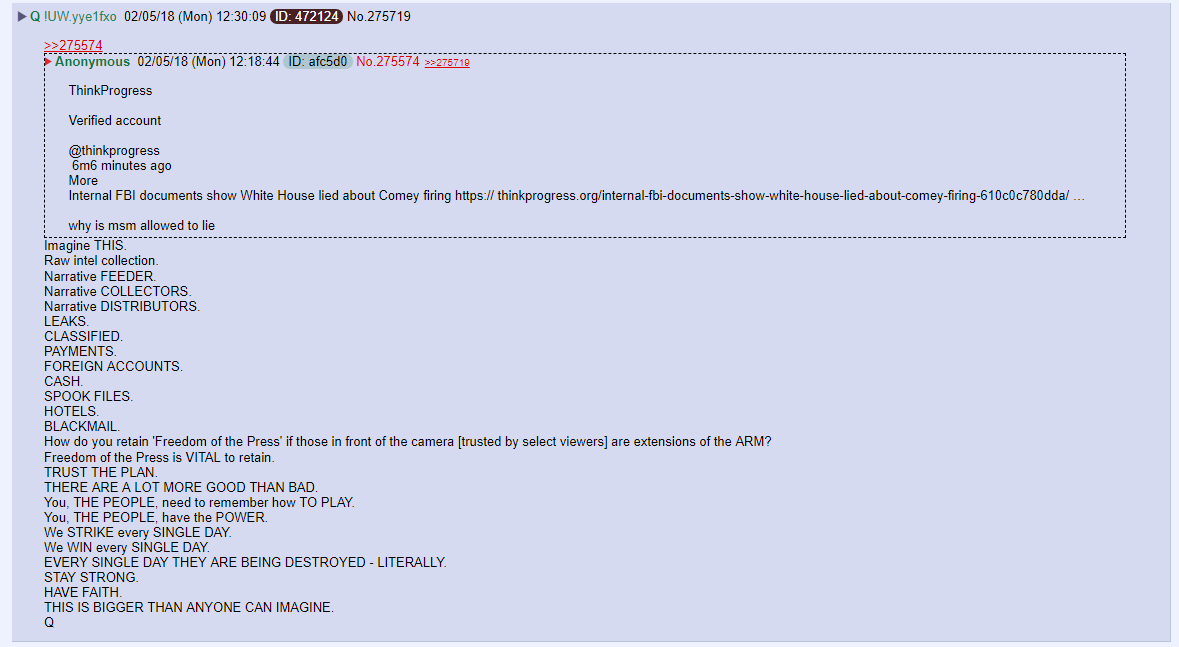 ▶Q !UW.yye1fxo 02/05/18 (Mon) 12:30:09 ID: 472124 No.275719
>>275574
▶Anonymous 02/05/18 (Mon) 12:18:44 ID: afc5d0 No.275574 >>275719
ThinkProgress
Verified account
@thinkprogress
6m6 minutes ago
More
Internal FBI documents show White House lied about Comey firing https:// thinkprogress.org/internal-fbi-documents-show-white-house-lied-about-comey-firing-610c0c780dda/ …
why is msm allowed to lie
Imagine THIS.
Raw intel collection.
Narrative FEEDER.
Narrative COLLECTORS.
Narrative DISTRIBUTORS.
LEAKS.
CLASSIFIED.
PAYMENTS.
FOREIGN ACCOUNTS.
CASH.
SPOOK FILES.
HOTELS.
BLACKMAIL.
How do you retain 'Freedom of the Press' if those in front of the camera [trusted by select viewers] are extensions of the ARM?
Freedom of the Press is VITAL to retain.
TRUST THE PLAN.
THERE ARE A LOT MORE GOOD THAN BAD.
You, THE PEOPLE, need to remember how TO PLAY.
You, THE PEOPLE, have the POWER.
We STRIKE every SINGLE DAY.
We WIN every SINGLE DAY.
EVERY SINGLE DAY THEY ARE BEING DESTROYED - LITERALLY.
STAY STRONG.
HAVE FAITH.
THIS IS BIGGER THAN ANYONE CAN IMAGINE.
Q